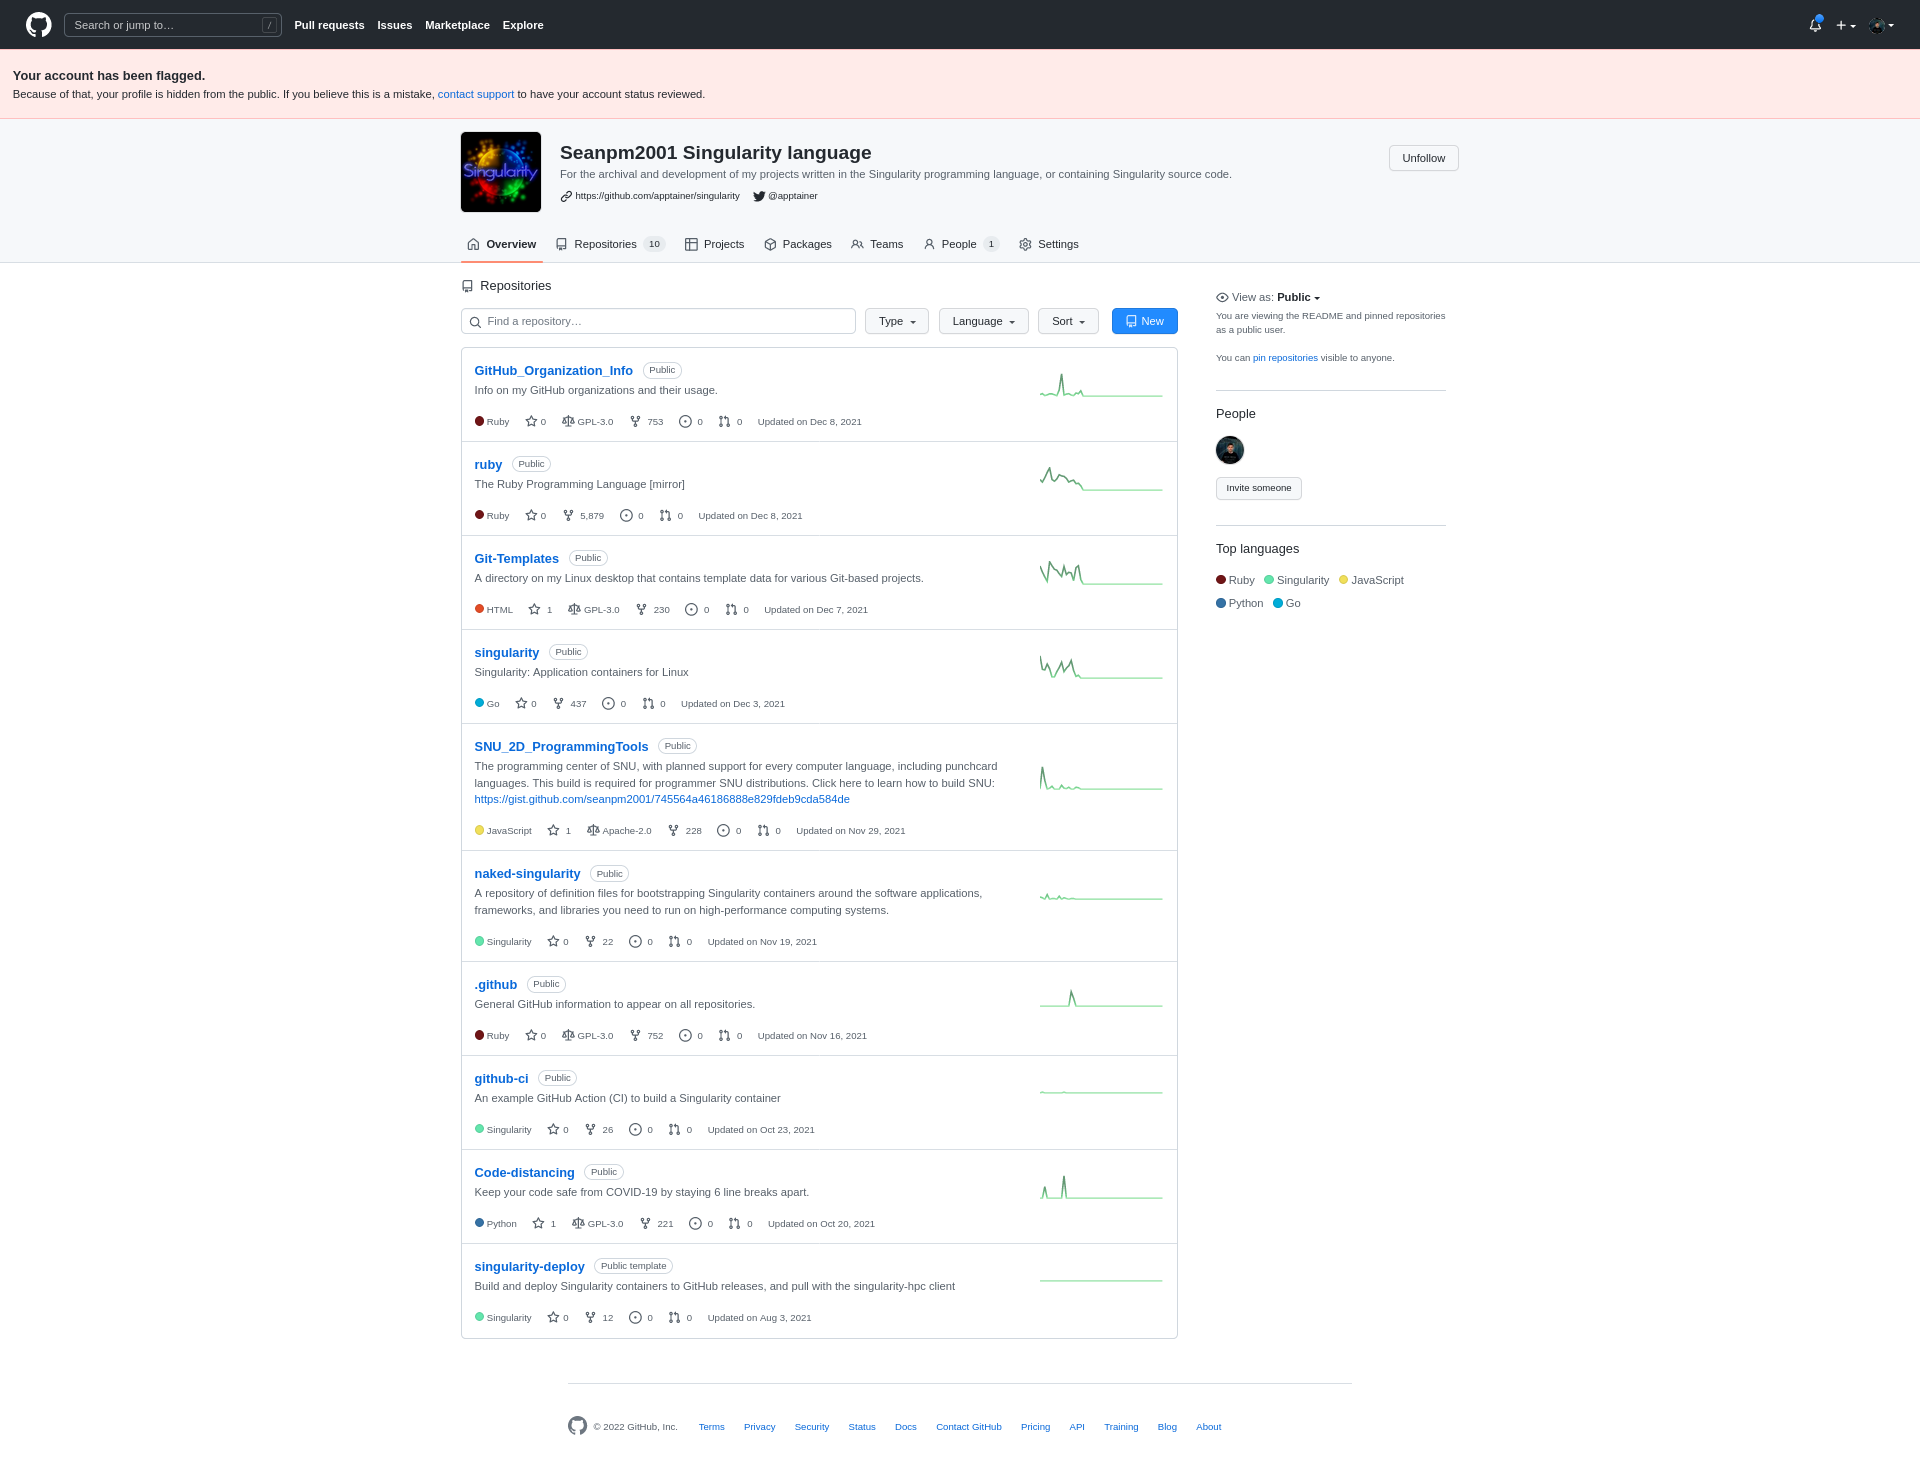 Search or jump to…
/
Pull requests
Issues
Marketplace
Explore
Your account has been flagged.
Because of that, your profile is hidden from the public. If you believe this is a mistake, contact support to have your account status reviewed.
Singularity
Seanpm2001 Singularity language
For the archival and development of my projects written in the Singularity programming language, or containing Singularity source code.
https://github.com/apptainer/singularity @apptainer
Unfollow
Overview
Repositories 10
Projects
Packages
Teams
People 1
Settings
Repositories
Find a repository…
Type
Language
Sort
New
GitHub_Organization_Info Public
Info on my GitHub organizations and their usage.
Ruby 0 GPL-3.0 753 0 0 Updated on Dec 8, 2021
ruby Public
The Ruby Programming Language [mirror]
Ruby 0 5,879 0 0 Updated on Dec 8, 2021
Git-Templates Public
A directory on my Linux desktop that contains template data for various Git-based projects.
HTML 1 GPL-3.0 230 0 0 Updated on Dec 7, 2021
singularity Public
Singularity: Application containers for Linux
Go 0 437 0 0 Updated on Dec 3, 2021
SNU_2D_ProgrammingTools Public
The programming center of SNU, with planned support for every computer language, including punchcard
languages. This build is required for programmer SNU distributions. Click here to learn how to build SNU:
https://gist.github.com/seanpm2001/745564a46186888e829fdeb9cda584de
JavaScript 1 Apache-2.0 228 0 0 Updated on Nov 29, 2021
naked-singularity Public
A repository of definition files for bootstrapping Singularity containers around the software applications,
frameworks, and libraries you need to run on high-performance computing systems.
Singularity 0 22 0 0 Updated on Nov 19, 2021
.github Public
General GitHub information to appear on all repositories.
Ruby 0 GPL-3.0 752 0 0 Updated on Nov 16, 2021
github-ci Public
An example GitHub Action (CI) to build a Singularity container
Singularity 0 26 0 0 Updated on Oct 23, 2021
Code-distancing Public
Keep your code safe from COVID-19 by staying 6 line breaks apart.
Python 1 GPL-3.0 221 0 0 Updated on Oct 20, 2021
singularity-deploy Public template
Build and deploy Singularity containers to GitHub releases, and pull with the singularity-hpc client
Singularity 0 12 0 0 Updated on Aug 3, 2021
View as: Public
You are viewing the README and pinned repositories
as a public user.
You can pin repositories visible to anyone.
People
Invite someone
Top languages
Ruby Singularity JavaScript
Python Go
© 2022 GitHub, Inc.
Terms
Privacy
Security
Status
Docs
Contact GitHub
Pricing
API
Training
Blog
About